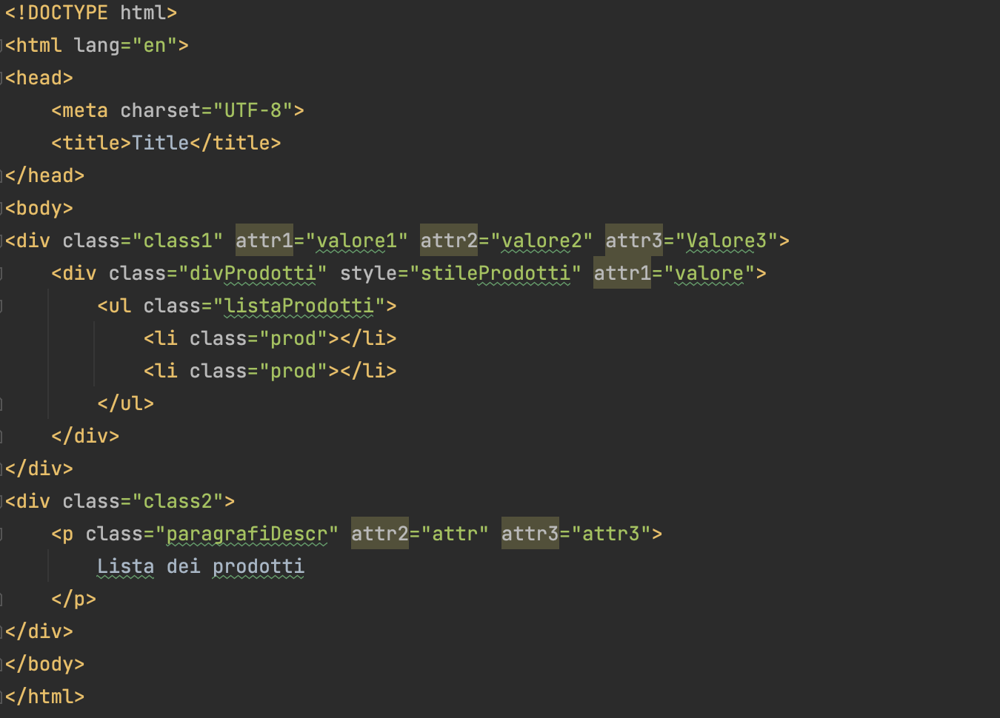 <!DOCTYPE html>
<html lang="en">
<head>
    <meta charset="UTF-8">
    <title>Title</title>
</head>
<body>
<div class="class1" attr1="valore1" attr2="valore2" attr3="Valore3">
    <div class="divProdotti" style="stileProdotti" attr1="valore">
        <ul class="listaProdotti">
            <li class="prod"></li>
            <li class="prod"></li>
        </ul>
    </div>
</div>
<div class="class2">
    <p class="paragrafiDescr" attr2="attr" attr3="attr3">
        Lista dei prodotti
    </p>
</div>
</body>
</html>